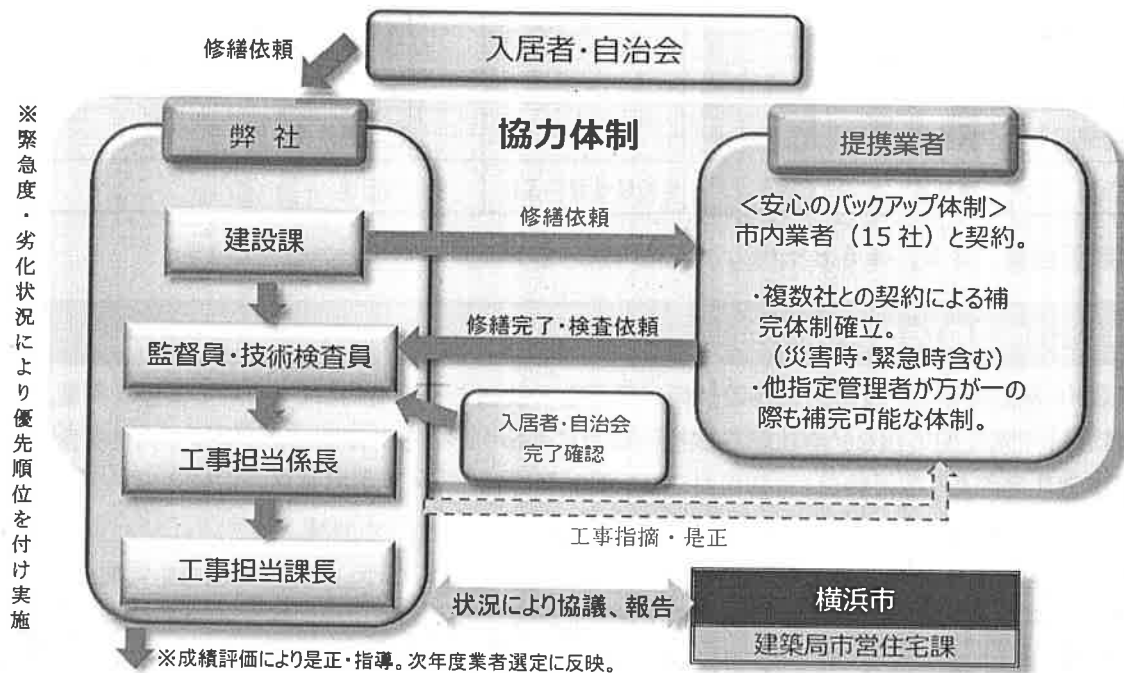 修繕依頼
入居者・自治会
※緊急度・劣化状況により優先順位を付け実施
協力体制
弊社
建設課
監督員・技術検査員
工事担当係長
工事担当課長
修繕依頼
修繕完了・検査依頼
入居者・自治会
完了確認
提携業者
＜安心のバックアップ体制＞
市内業者（15 社）と契約。
・複数社との契約による補
完体制確立。
（災害時・緊急時含む）
・他指定管理者が万が一の
際も補完可能な体制。
工事指摘・是正
状況により協議、報告
横浜市
建築局市営住宅課
※成績評価により是正・指導。次年度業者選定に反映。